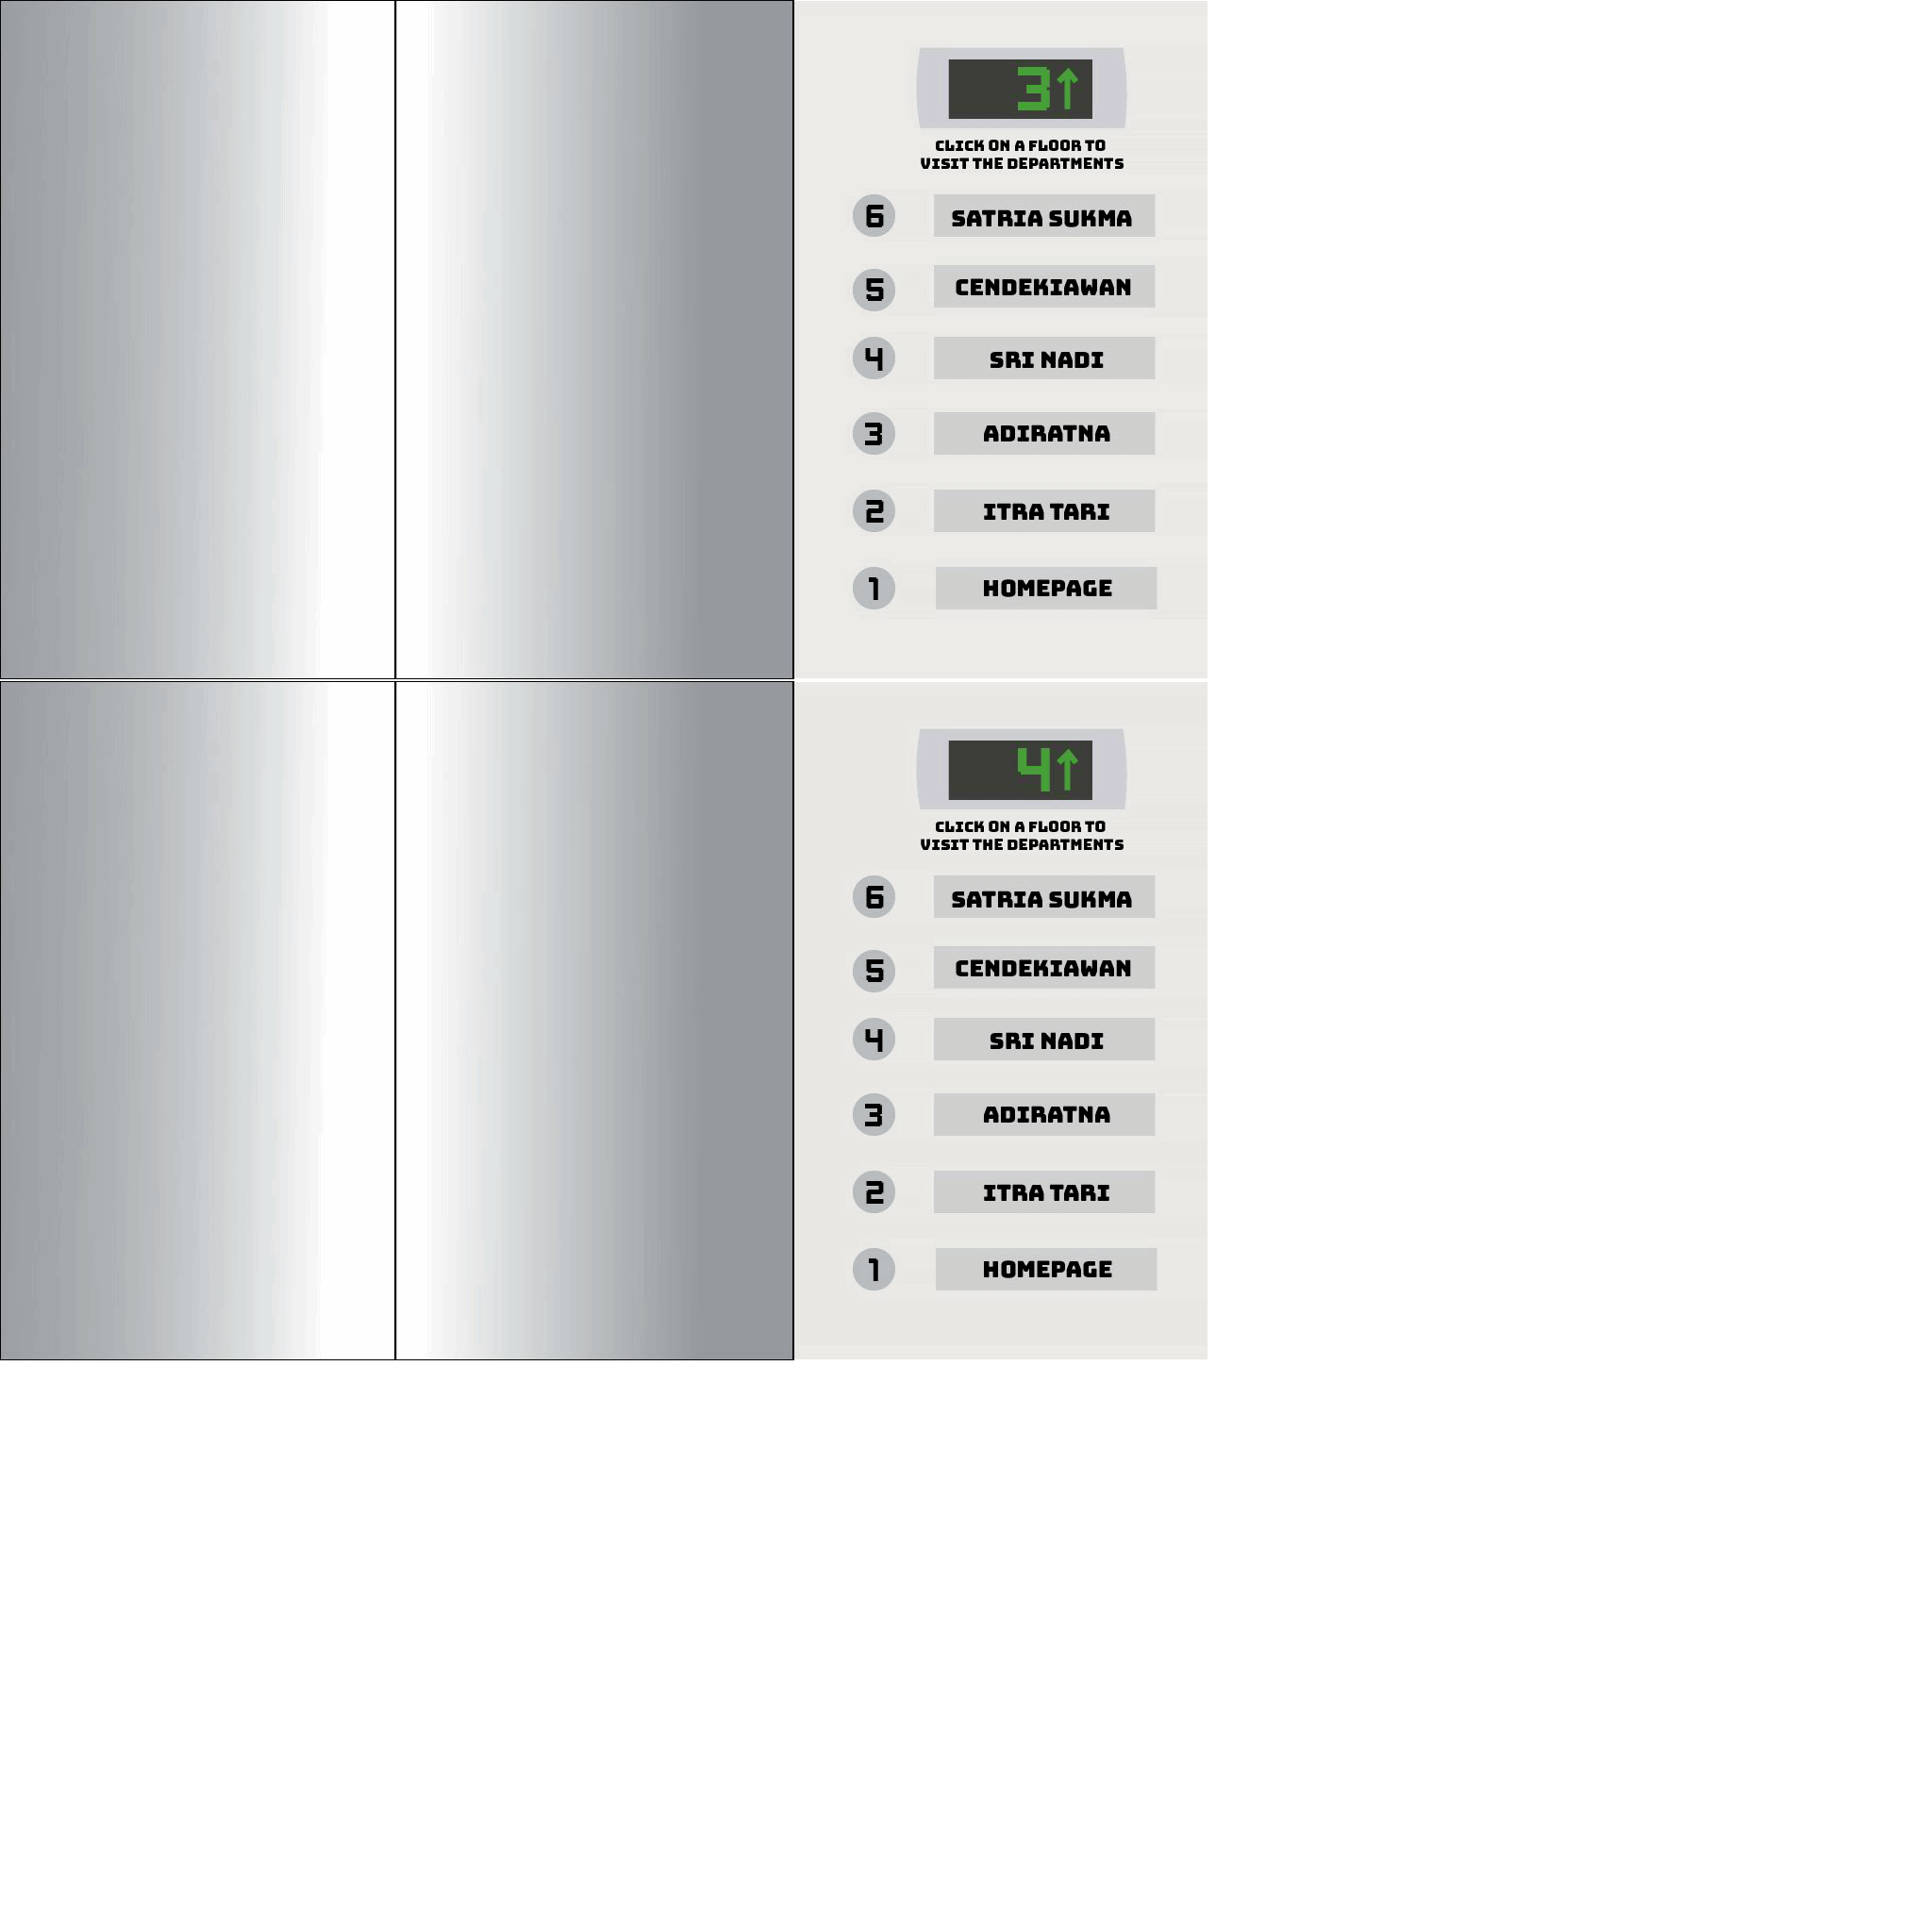 3↑
CLICK ON A FLOOR TO
VISIT THE DEPARTMENTS
6 SATRIA SUKMA
5 CENDEKIAWAN
4 SRI NADI
3 ADIRATNA
2 ITRA TARI
1 HOMEPAGE
4↑
CLICK ON A FLOOR TO
VISIT THE DEPARTMENTS
6 SATRIA SUKMA
5 CENDEKIAWAN
4 SRI NADI
3 ADIRATNA
2 ITRA TARI
1 HOMEPAGE